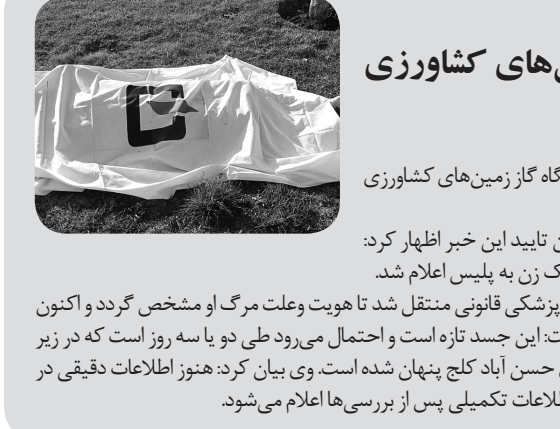 کشاورزی
گاز زمین‌های کشاورزی
تایید این خبر اظهار کرد:
زن به پلیس اعلام شد.
پزشکی قانونی منتقل شد تا هویت وعلت مرگ او مشخص گردد و اکنون
این جسد تازه است و احتمال می‌رود طی دو یا سه روز است که در زیر
حسن آباد کلج پنهان شده است. وی بیان کرد: هنوز اطلاعات دقیقی در
تکمیلی پس از بررسی‌ها اعلام می‌شود.